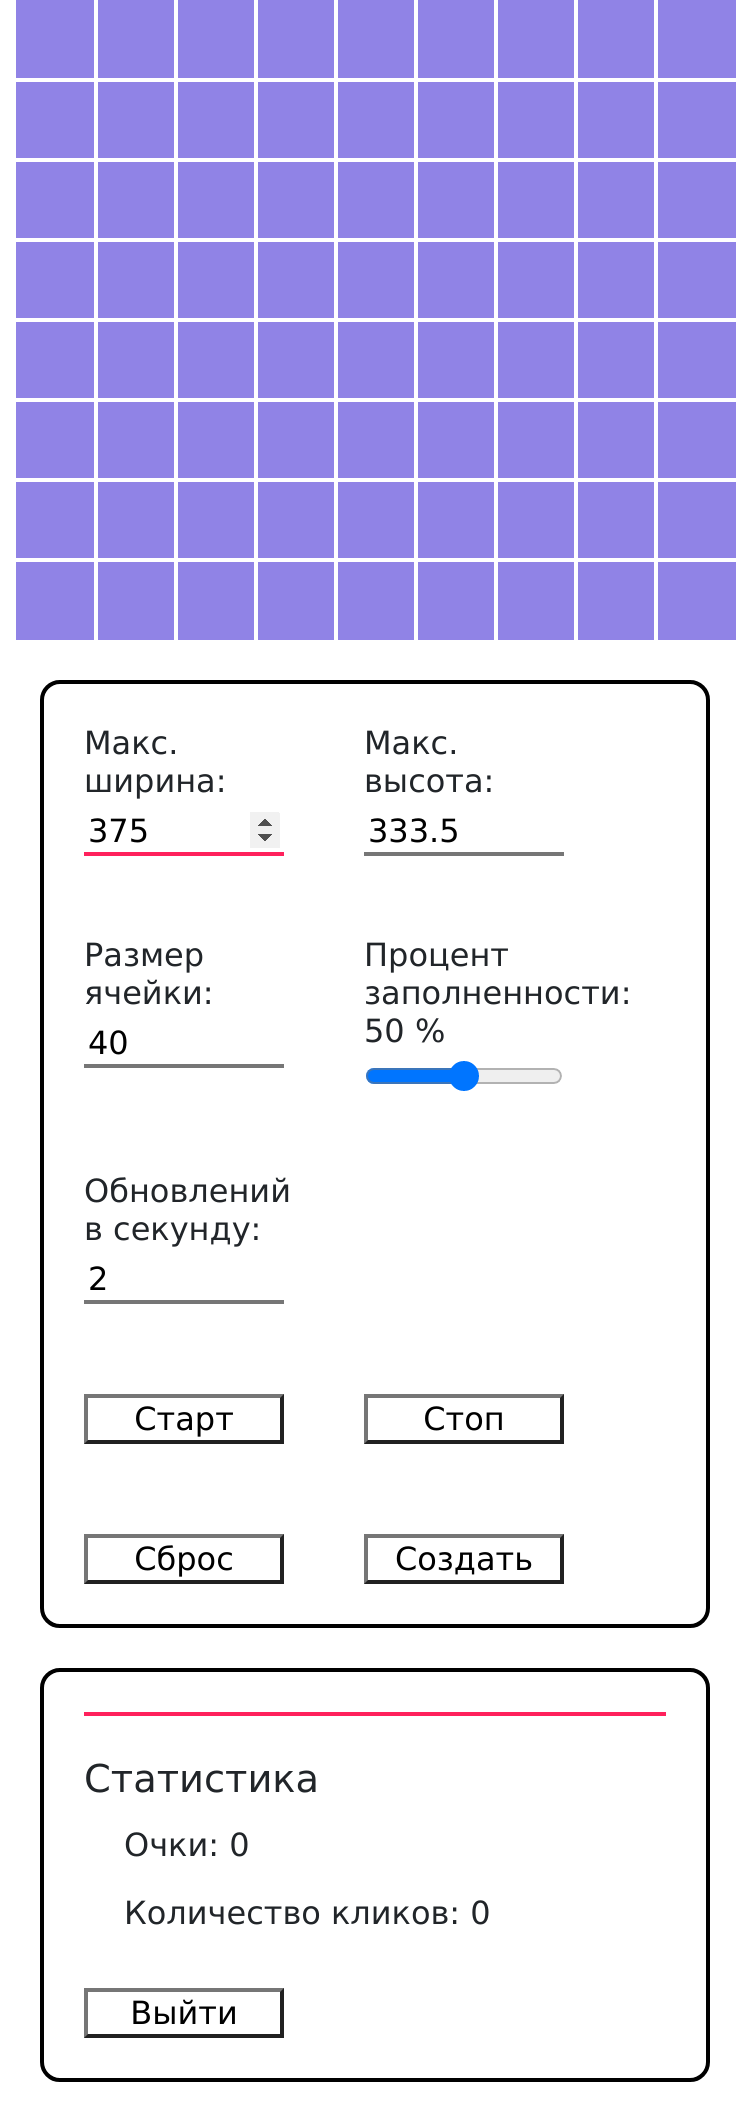 Макс.
ширина:
375
Макс.
высота:
333.5
Размер
ячейки:
40
Процент
заполненности:
50 %
Обновлений
в секунду:
2
Старт
Стоп
Сброс
Создать
Статистика
Очки: 0
Количество кликов: 0
Выйти